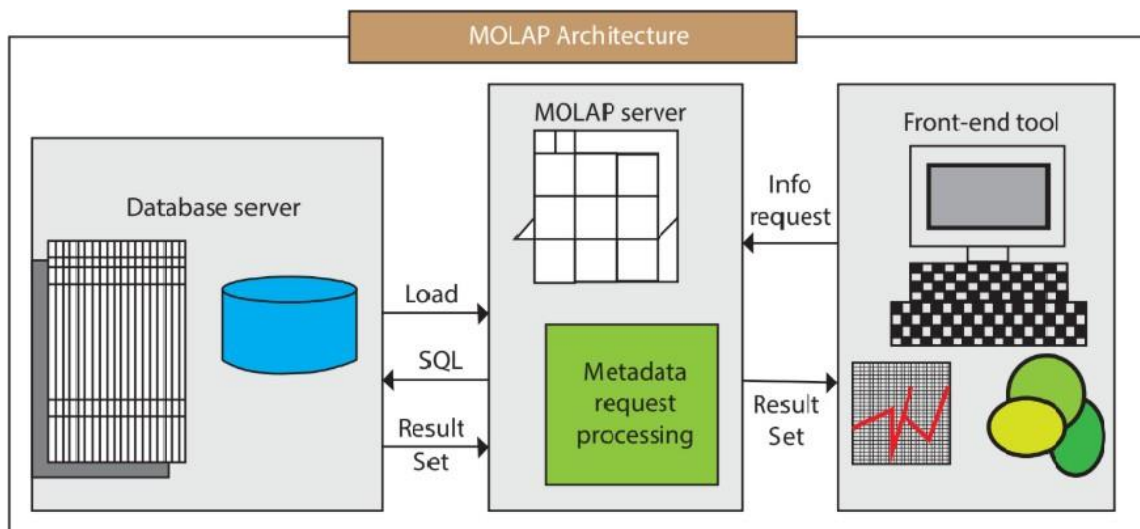 MOLAP Architecture
Database server
Load
SQL
Result
Set
MOLAP server
Metadata
request
processing
Info
request
Result
Set
Front-end tool